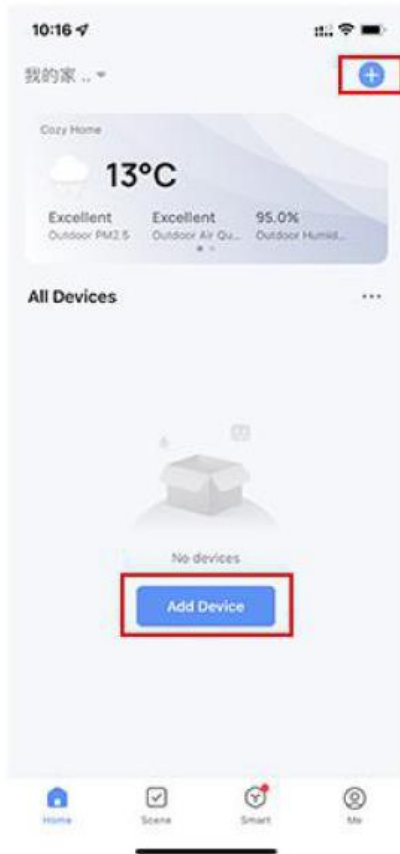 10:16
我的家 ..
Cozy Home
13°C
Excellent Excellent 95.0%
Outdoor PM2.5 Outdoor Air Qu... Outdoor Humid...
All Devices
No devices
Add Device
Home Scene Smart Me